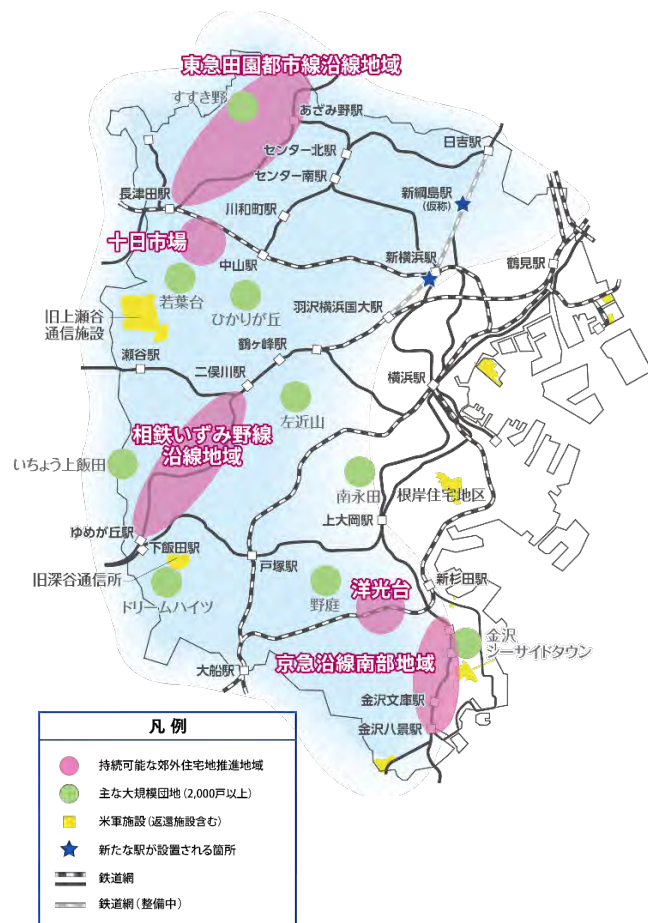 東急田園都市線沿線地域
すすき野
あざみ野駅
日吉駅
センター北駅
センター南駅
長津田駅
新綱島駅
(仮称)
川和町駅
十日市場
中山駅
新横浜駅
鶴見駅
若葉台
ひかりが丘
羽沢横浜国大駅
旧上瀬谷
通信施設
鶴ヶ峰駅
瀬谷駅
二俣川駅
横浜駅
左近山
相鉄いずみ野線
沿線地域
いちょう上飯田
南永田
根岸住宅地区
上大岡駅
ゆめが丘駅
下飯田駅
戸塚駅
新杉田駅
旧深谷通信所
ドリームハイツ
野庭
洋光台
金沢
シーサイドタウン
京急沿線南部地域
大船駅
金沢文庫駅
金沢八景駅
凡例
持続可能な郊外住宅地推進地域
主な大規模団地(2,000戸以上)
米軍施設(返還施設含む)
新たな駅が設置される箇所
鉄道網
鉄道網(整備中)